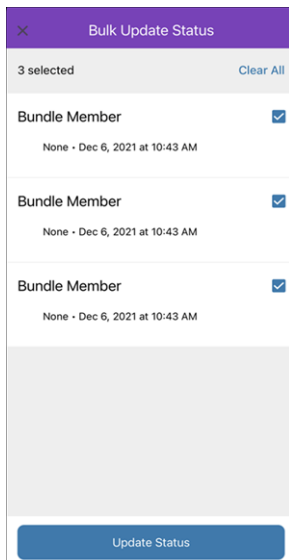 Bulk Update Status
3 selected
Clear All
Bundle Member
None • Dec 6, 2021 at 10:43 AM
Bundle Member
None • Dec 6, 2021 at 10:43 AM
Bundle Member
None • Dec 6, 2021 at 10:43 AM
Update Status